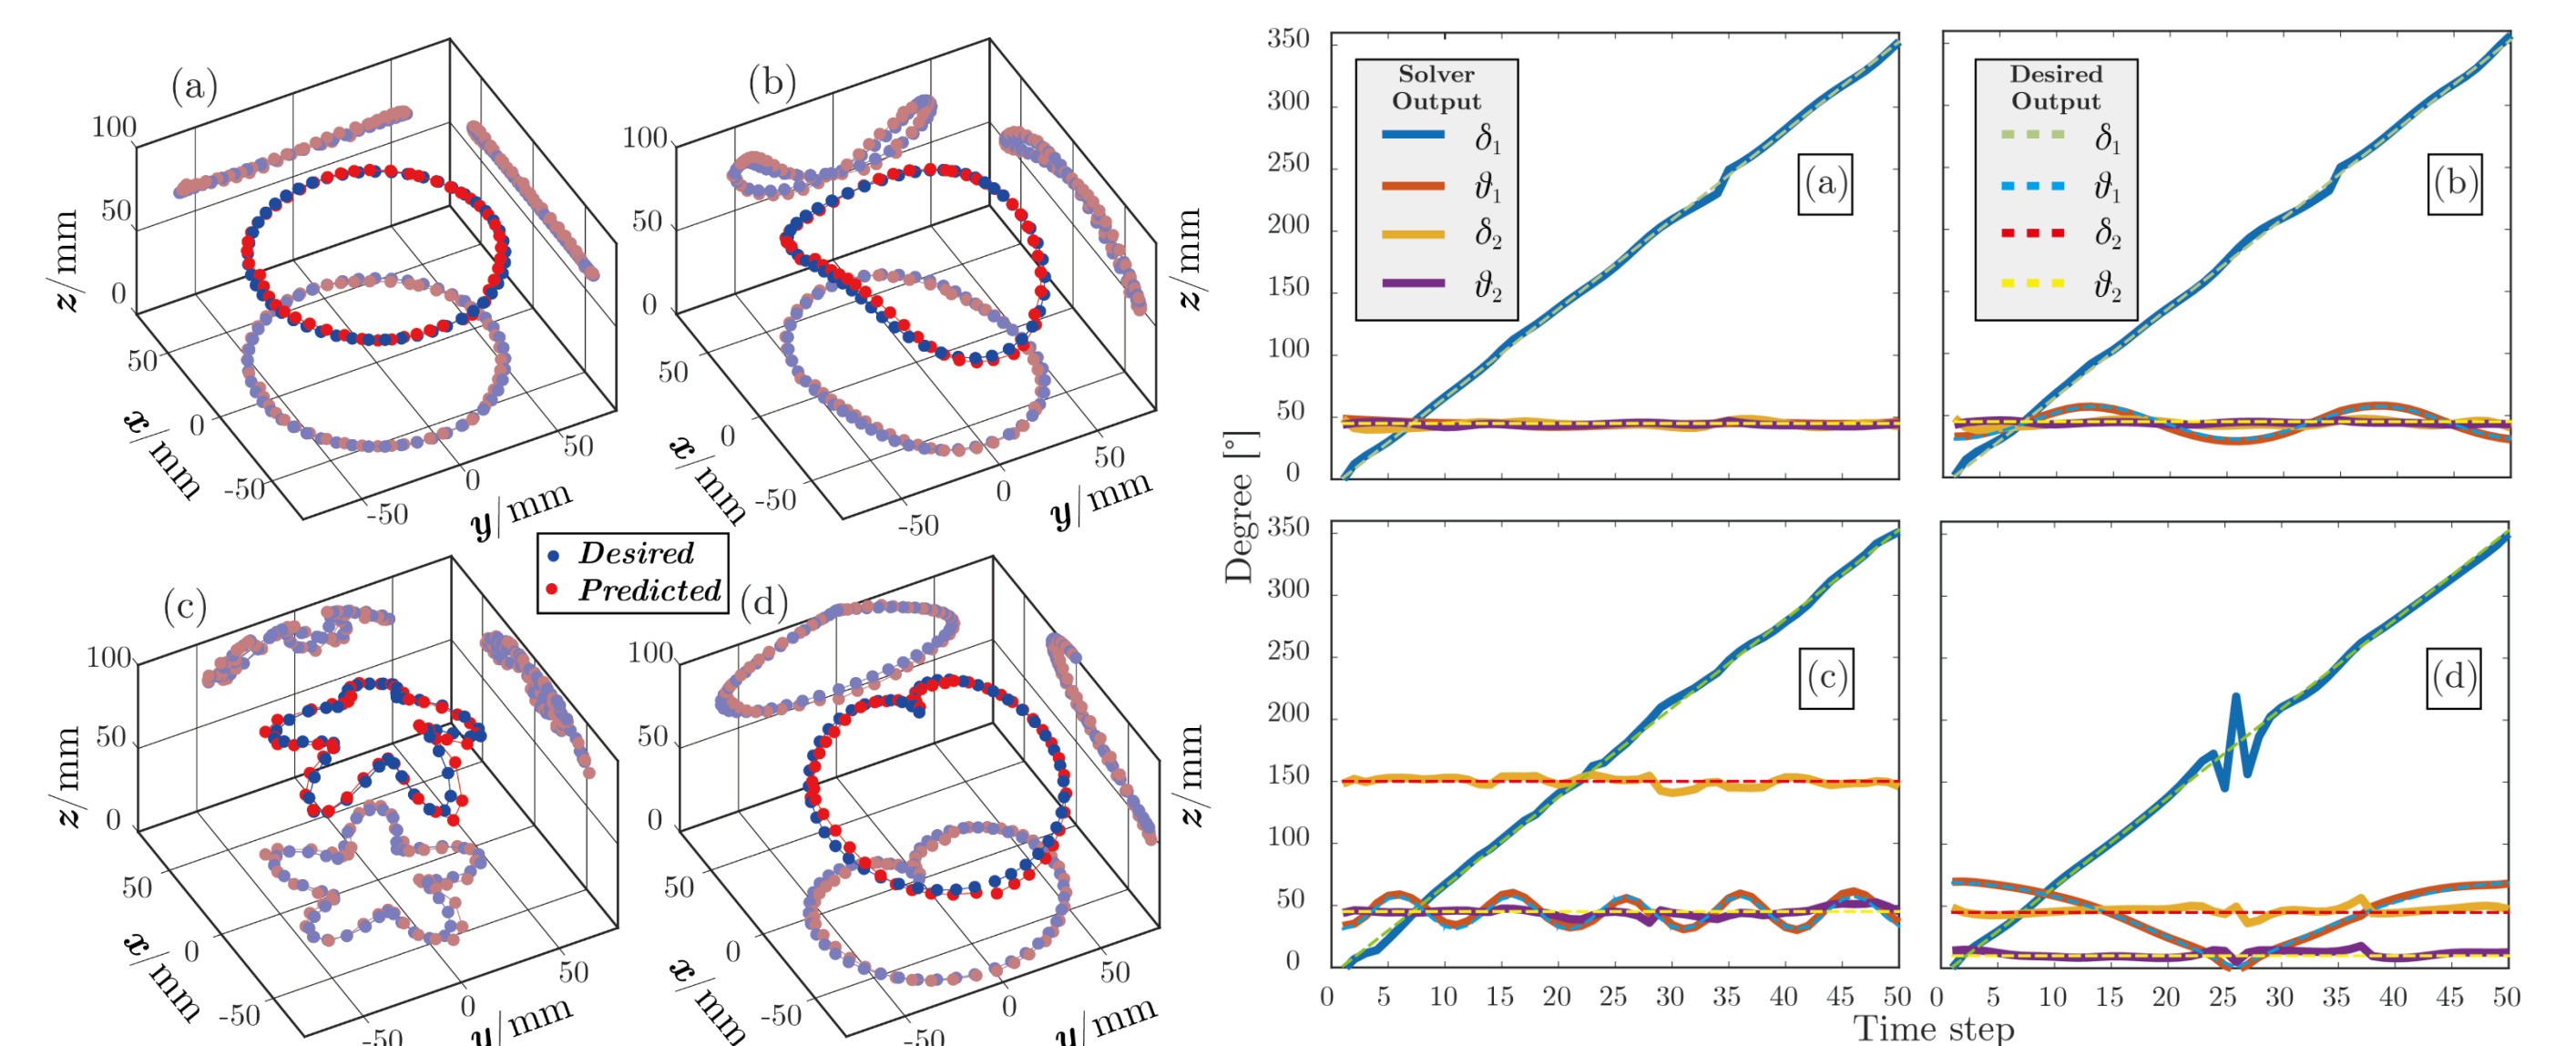 (a)
100
50
0
z/mm
50
0
-50
x/mm
-50
0
50
y/mm
(b)
100
50
0
z/mm
50
0
-50
x/mm
-50
0
50
y/mm
Desired
Predicted
(c)
100
50
0
z/mm
50
0
-50
x/mm
-50
0
50
y/mm
(d)
100
50
0
z/mm
50
0
-50
x/mm
-50
0
50
y/mm
350
300
250
200
150
100
50
0
Solver
Output
δ1
ϑ1
δ2
ϑ2
(a)
Desired
Output
δ1
ϑ1
δ2
ϑ2
(b)
Degree [°]
350
300
250
200
150
100
50
0
(c)
(d)
0 5 10 15 20 25 30 35 40 45 50
0 5 10 15 20 25 30 35 40 45 50
Time step